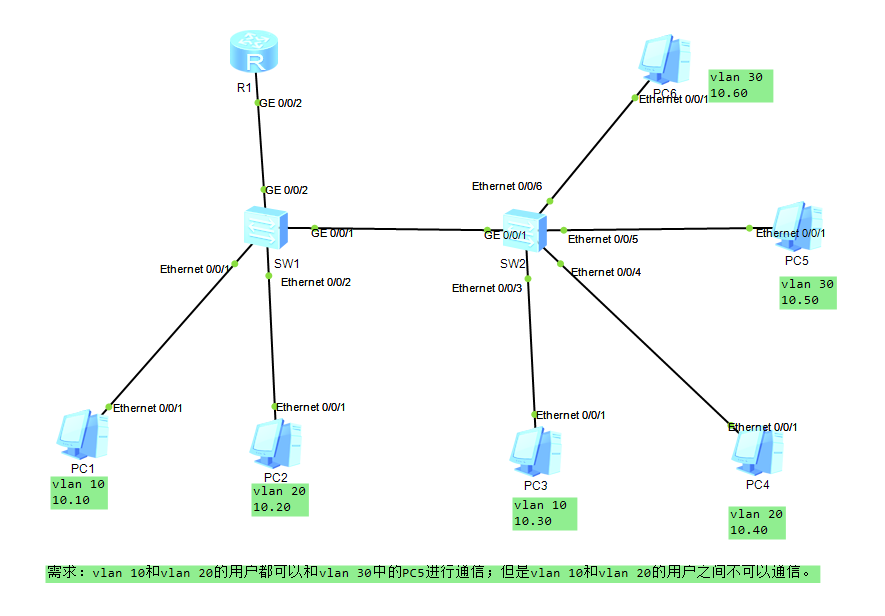 R
R1
GE 0/0/2
PC6
Ethernet 0/0/1
vlan 30
10.60
GE 0/0/2
Ethernet 0/0/6
GE 0/0/1
SW1
GE 0/0/1
SW2
Ethernet 0/0/5
Ethernet 0/0/1
PC5
vlan 30
10.50
Ethernet 0/0/1
Ethernet 0/0/2
Ethernet 0/0/3
Ethernet 0/0/4
Ethernet 0/0/1
PC1
vlan 10
10.10
Ethernet 0/0/1
PC2
vlan 20
10.20
Ethernet 0/0/1
PC3
vlan 10
10.30
Ethernet 0/0/1
PC4
vlan 20
10.40
需求：vlan 10和vlan 20的用户都可以和vlan 30中的PC5进行通信；但是vlan 10和vlan 20的用户之间不可以通信。